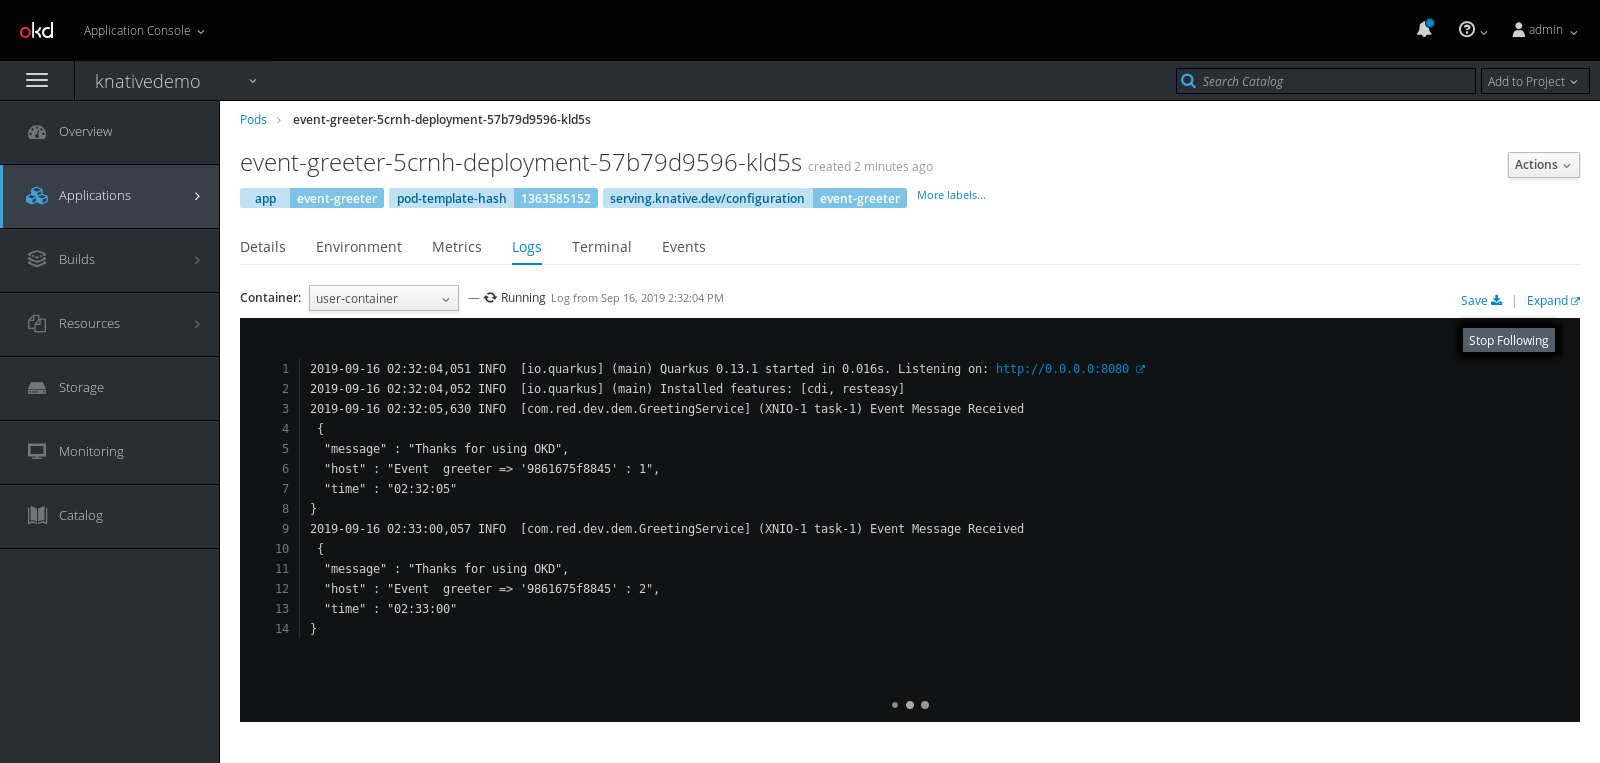 okd Application Console admin
knativedemo Search Catalog Add to Project
Overview
Applications
Builds
Resources
Storage
Monitoring
Catalog
Pods event-greeter-5crnh-deployment-57b79d9596-kld5s
event-greeter-5crnh-deployment-57b79d9596-kld5s created 2 minutes ago Actions
app event-greeter pod-template-hash 1363585152 serving.knative.dev/configuration event-greeter More labels...
Details Environment Metrics Logs Terminal Events
Container: user-container — Running Log from Sep 16, 2019 2:32:04 PM Save | Expand
Stop Following
1 2019-09-16 02:32:04,051 INFO  [io.quarkus] (main) Quarkus 0.13.1 started in 0.016s. Listening on: http://0.0.0.0:8080
2 2019-09-16 02:32:04,052 INFO  [io.quarkus] (main) Installed features: [cdi, resteasy]
3 2019-09-16 02:32:05,630 INFO  [com.red.dev.dem.GreetingService] (XNIO-1 task-1) Event Message Received
4  {
5   "message" : "Thanks for using OKD",
6   "host" : "Event  greeter => '9861675f8845' : 1",
7   "time" : "02:32:05"
8 }
9 2019-09-16 02:33:00,057 INFO  [com.red.dev.dem.GreetingService] (XNIO-1 task-1) Event Message Received
10  {
11   "message" : "Thanks for using OKD",
12   "host" : "Event  greeter => '9861675f8845' : 2",
13   "time" : "02:33:00"
14 }